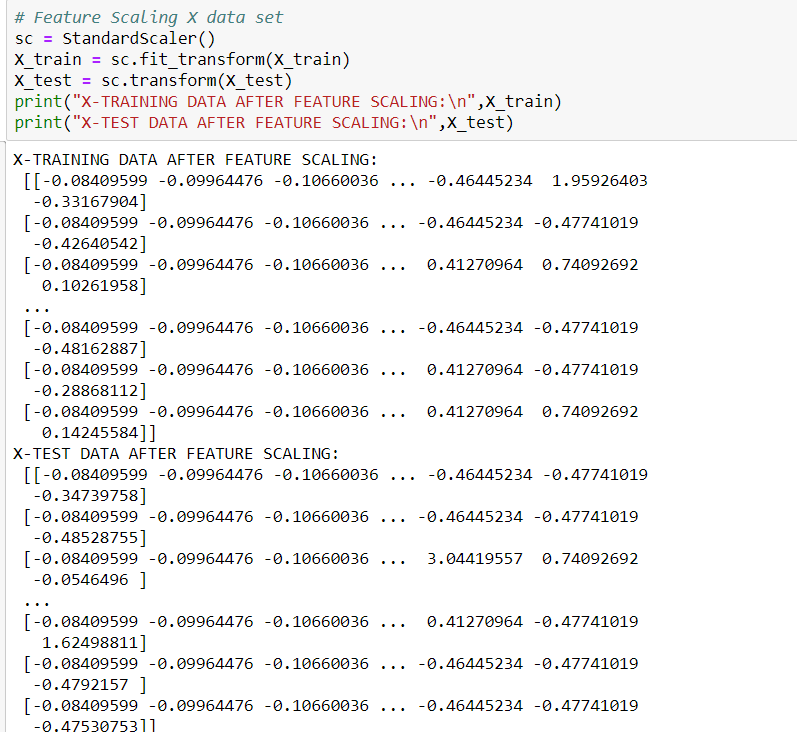 # Feature Scaling X data set
sc = StandardScaler()
X_train = sc.fit_transform(X_train)
X_test = sc.transform(X_test)
print("X-TRAINING DATA AFTER FEATURE SCALING:\n",X_train)
print("X-TEST DATA AFTER FEATURE SCALING:\n",X_test)
X-TRAINING DATA AFTER FEATURE SCALING:
[[-0.08409599 -0.09964476 -0.10660036 ... -0.46445234  1.95926403
-0.33167904]
[-0.08409599 -0.09964476 -0.10660036 ... -0.46445234 -0.47741019
-0.42640542]
[-0.08409599 -0.09964476 -0.10660036 ...  0.41270964  0.74092692
0.10261958]
...
[-0.08409599 -0.09964476 -0.10660036 ... -0.46445234 -0.47741019
-0.48162887]
[-0.08409599 -0.09964476 -0.10660036 ...  0.41270964 -0.47741019
-0.28868112]
[-0.08409599 -0.09964476 -0.10660036 ...  0.41270964  0.74092692
0.14245584]]
X-TEST DATA AFTER FEATURE SCALING:
[[-0.08409599 -0.09964476 -0.10660036 ... -0.46445234 -0.47741019
-0.34739758]
[-0.08409599 -0.09964476 -0.10660036 ... -0.46445234 -0.47741019
-0.48528755]
[-0.08409599 -0.09964476 -0.10660036 ...  3.04419557  0.74092692
-0.0546496 ]
...
[-0.08409599 -0.09964476 -0.10660036 ...  0.41270964 -0.47741019
1.62498811]
[-0.08409599 -0.09964476 -0.10660036 ... -0.46445234 -0.47741019
-0.4792157 ]
[-0.08409599 -0.09964476 -0.10660036 ... -0.46445234 -0.47741019
-0.47530753]]